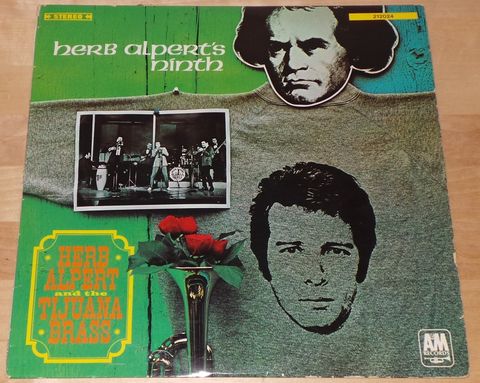 STEREO
212024
herb alpert's
ninth
HERB
ALPERT
and the
TIJUANA
BRASS
A&M
RECORDS